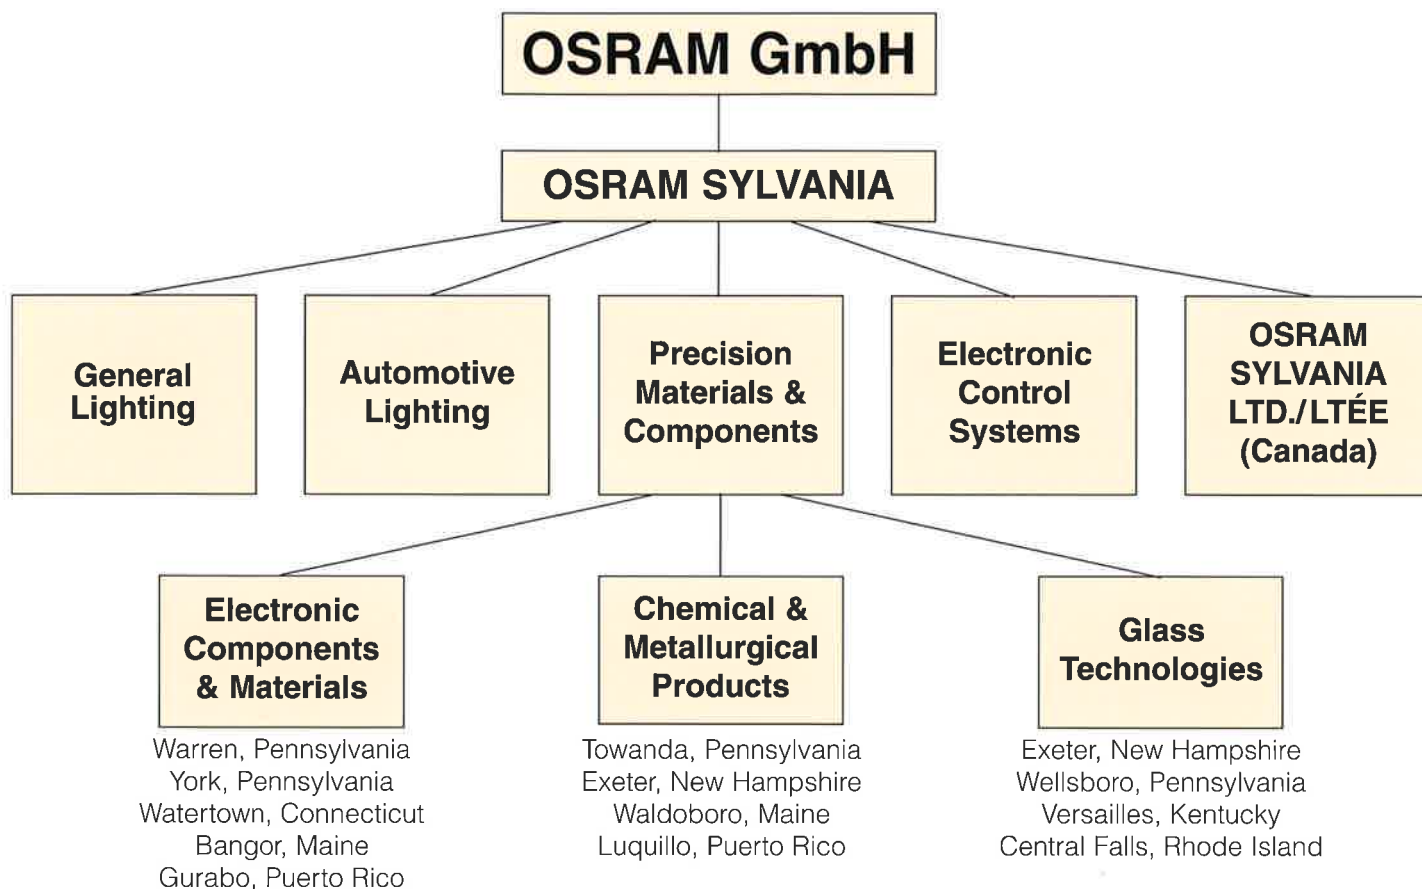 OSRAM GmbH
OSRAM SYLVANIA
General
Lighting
Automotive
Lighting
Precision
Materials &
Components
Electronic
Control
Systems
OSRAM
SYLVANIA
LTD./LTÉE
(Canada)
Electronic
Components
& Materials
Warren, Pennsylvania
York, Pennsylvania
Watertown, Connecticut
Bangor, Maine
Gurabo, Puerto Rico
Chemical &
Metallurgical
Products
Towanda, Pennsylvania
Exeter, New Hampshire
Waldoboro, Maine
Luquillo, Puerto Rico
Glass
Technologies
Exeter, New Hampshire
Wellsboro, Pennsylvania
Versailles, Kentucky
Central Falls, Rhode Island